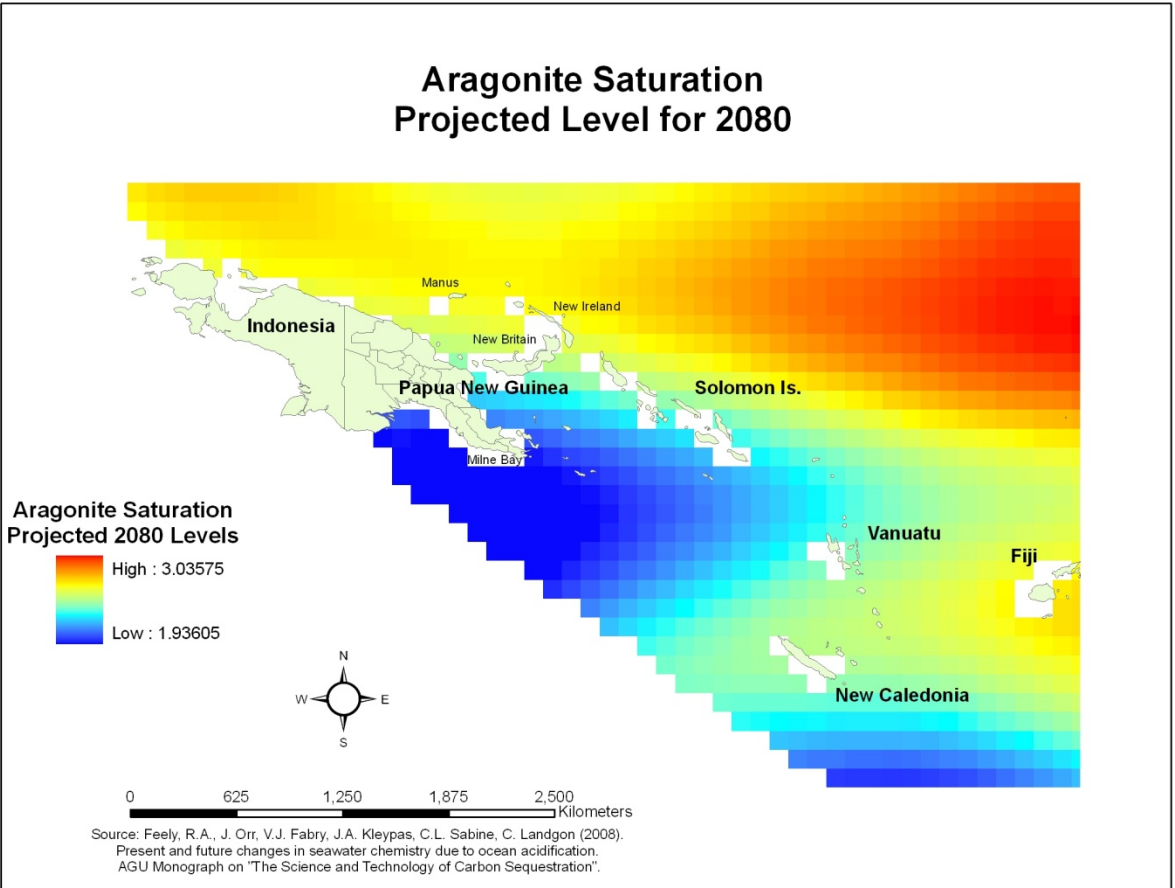 Aragonite Saturation
Projected Level for 2080
Manus
New Ireland
Indonesia
New Britain
Papua New Guinea
Solomon Is.
Milne Bay
Aragonite Saturation
Projected 2080 Levels
High : 3.03575
Low : 1.93605
Vanuatu
Fiji
New Caledonia
N
W E
S
0 625 1,250 1,875 2,500
Kilometers
Source: Feely, R.A., J. Orr, V.J. Fabry, J.A. Kleypas, C.L. Sabine, C. Landgon (2008).
Present and future changes in seawater chemistry due to ocean acidification.
AGU Monograph on "The Science and Technology of Carbon Sequestration".